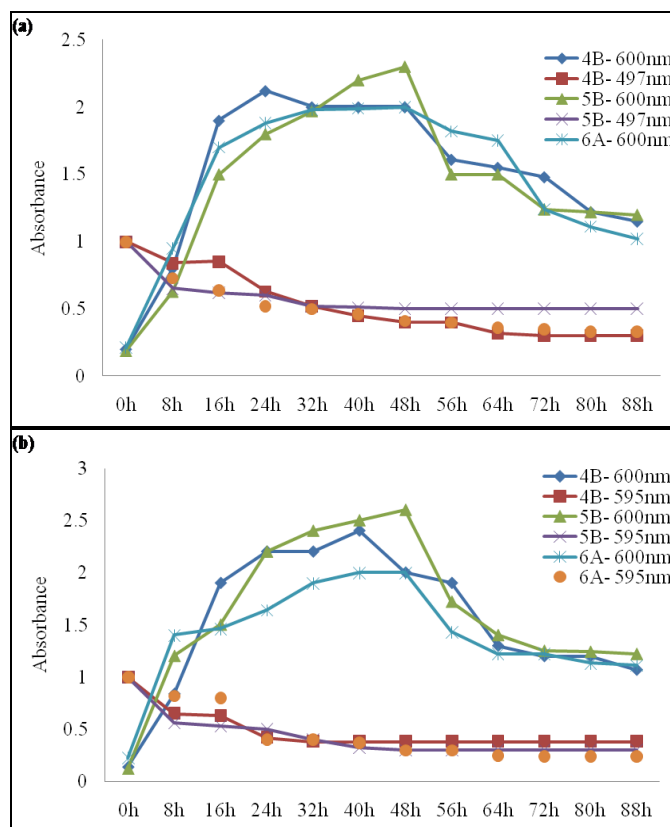 (a)
2.5
2
1.5
1
0.5
0
Absorbance
4B- 600nm
4B- 497nm
5B- 600nm
5B- 497nm
6A- 600nm
0h 8h 16h 24h 32h 40h 48h 56h 64h 72h 80h 88h
(b)
3
2.5
2
1.5
1
0.5
0
Absorbance
4B- 600nm
4B- 595nm
5B- 600nm
5B- 595nm
6A- 600nm
6A- 595nm
0h 8h 16h 24h 32h 40h 48h 56h 64h 72h 80h 88h